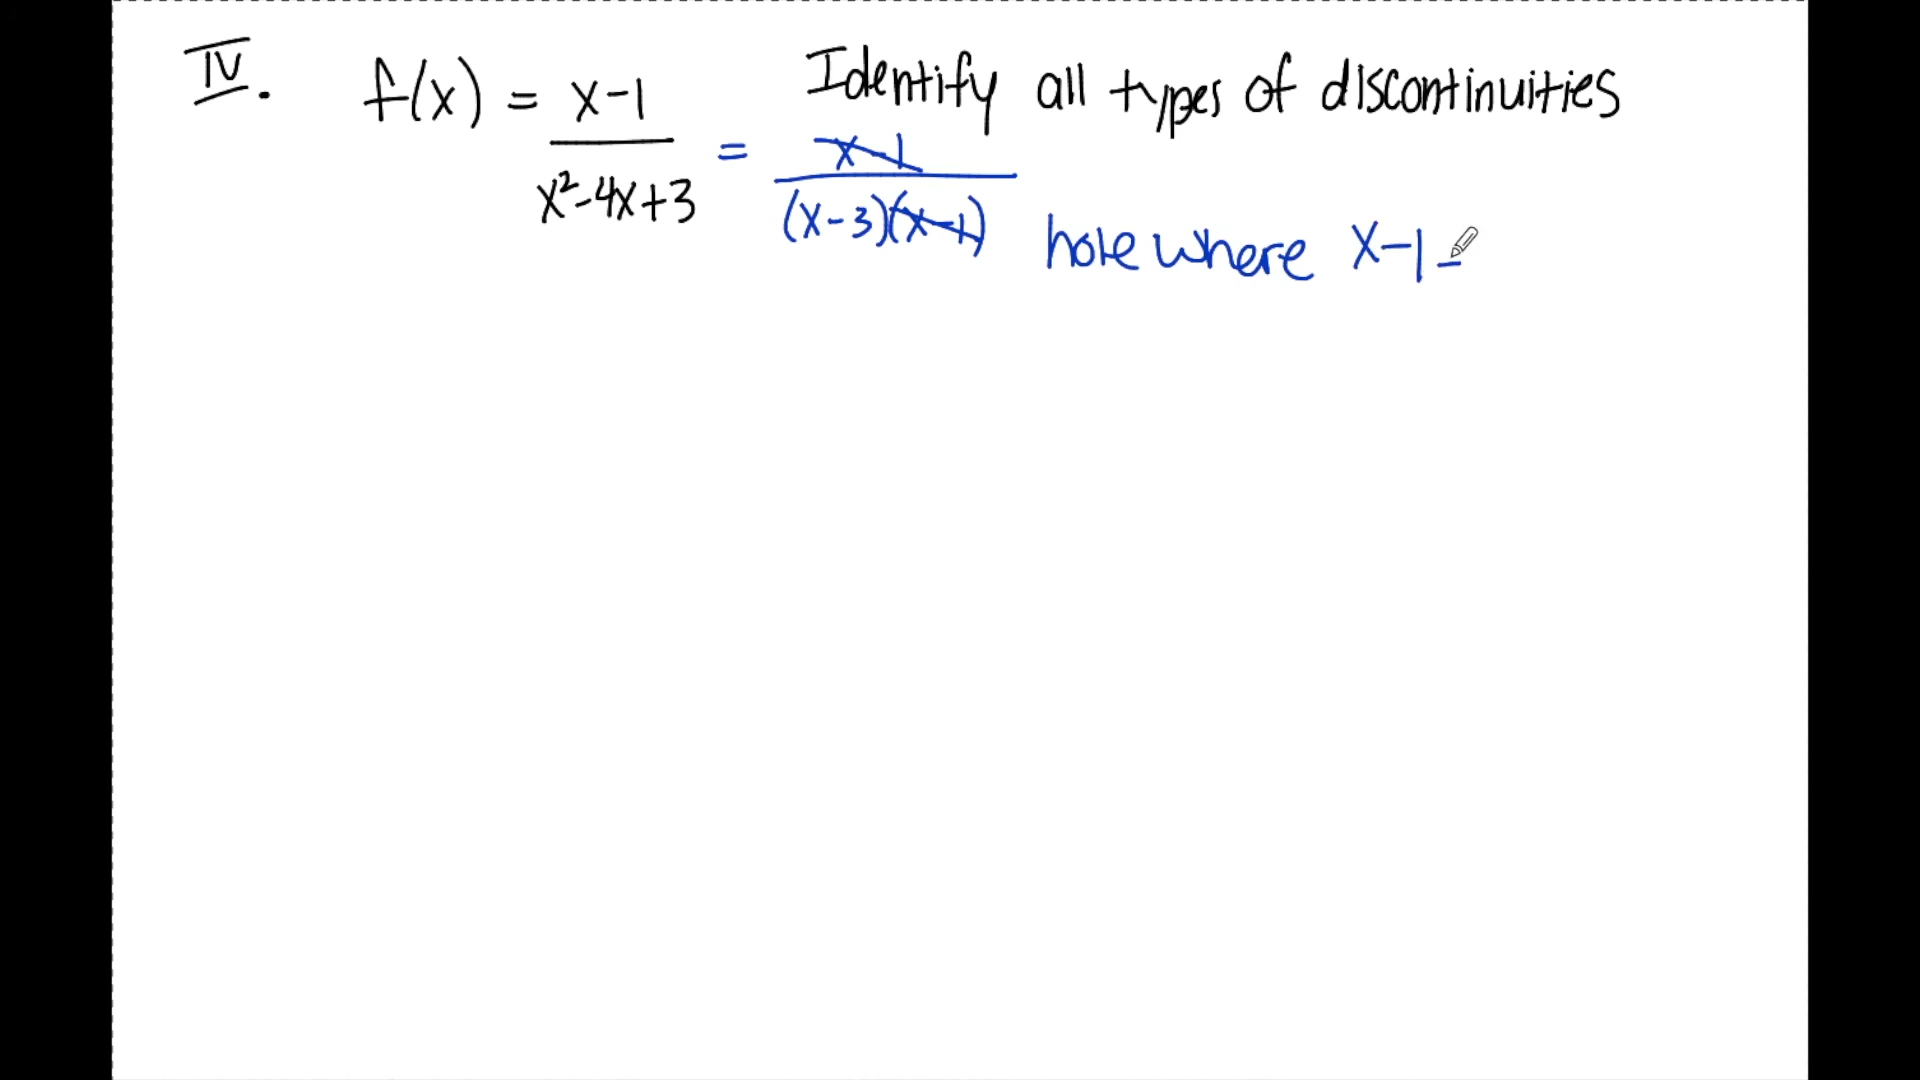 IV. f(x) = x-1 / x²-4x+3 Identify all types of discontinuities
= x-1 / (x-3)(x-1) hole where x-1 -